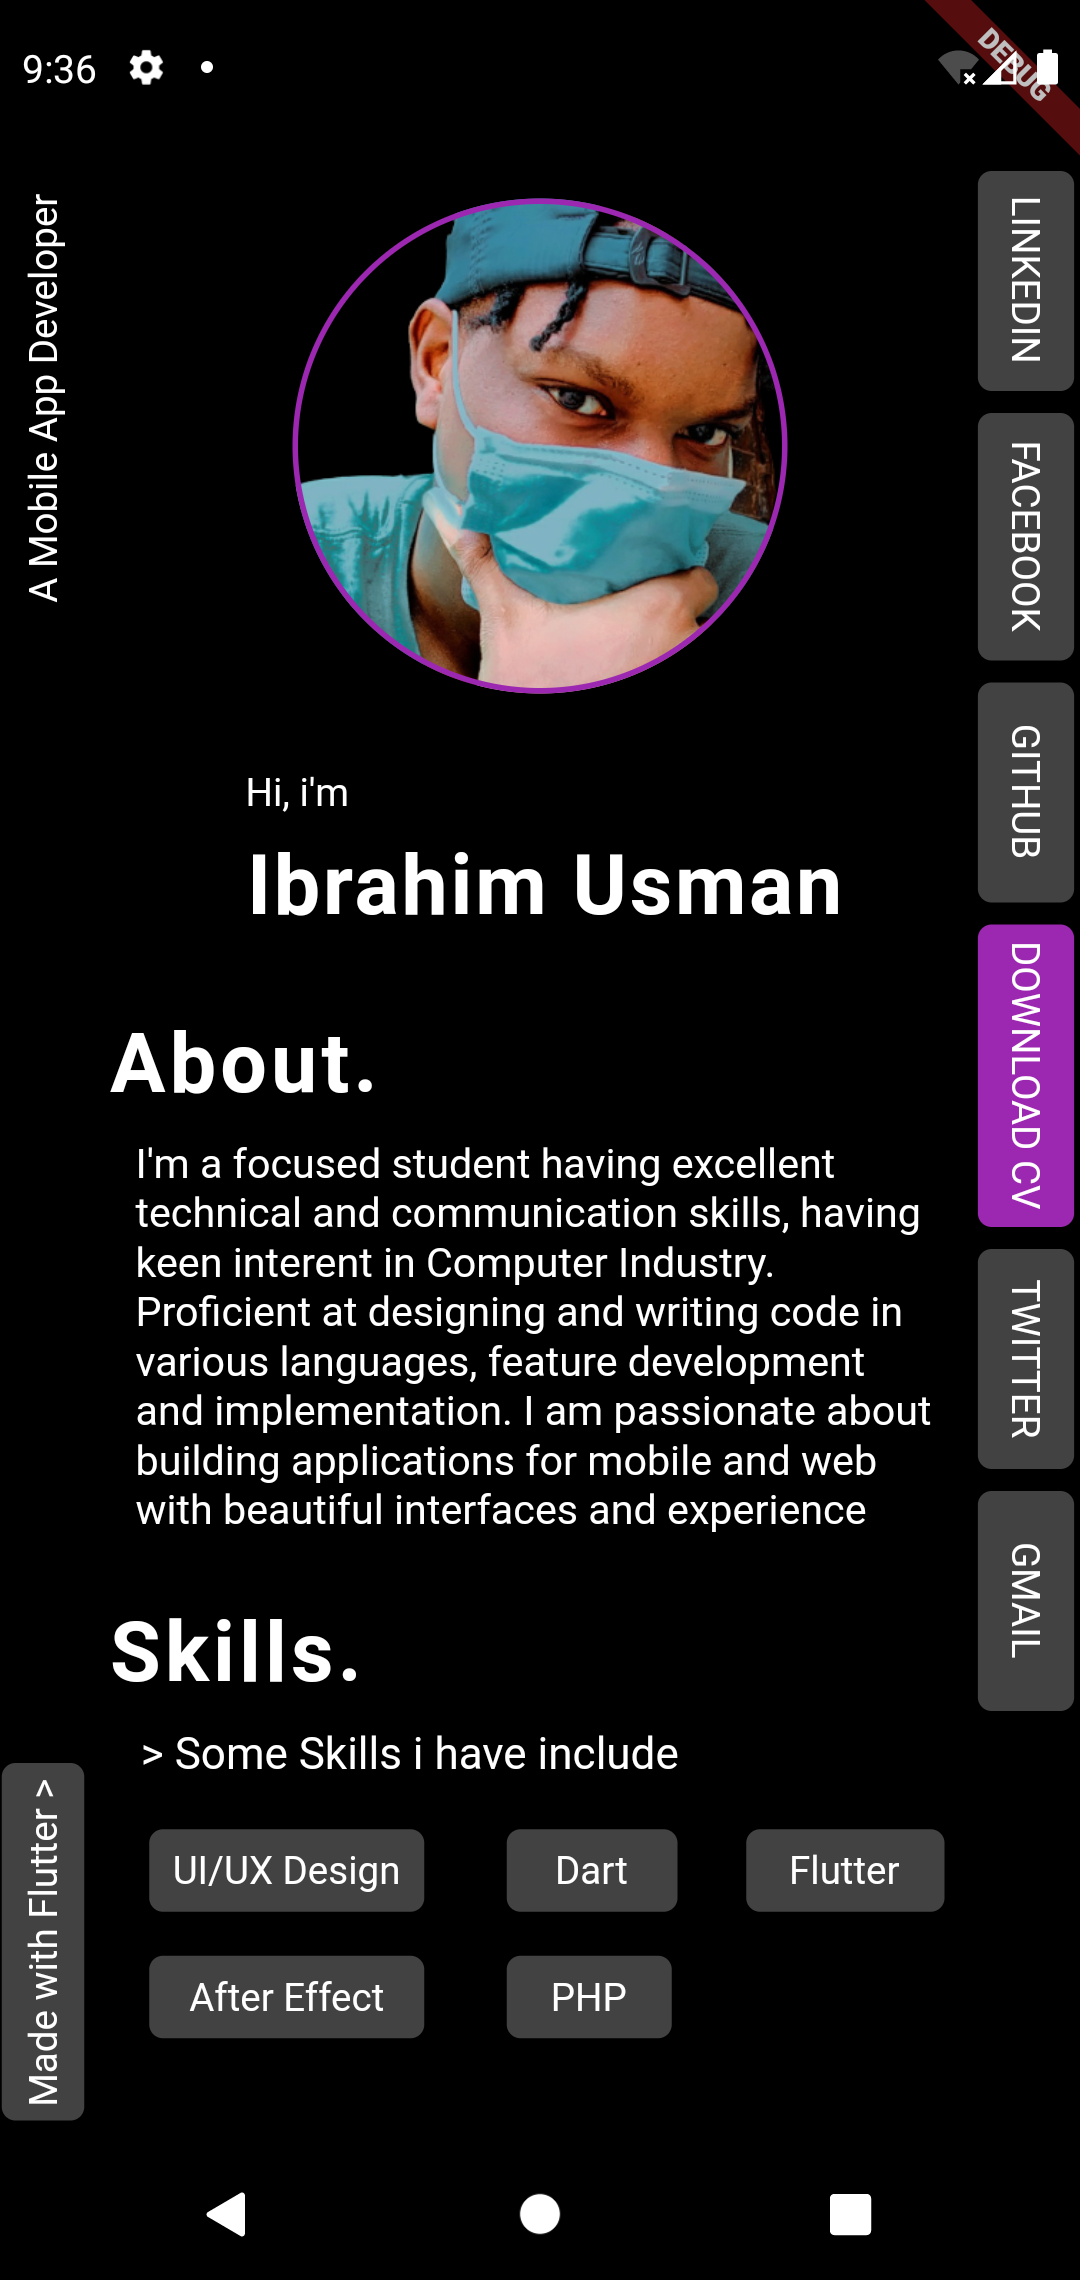 9:36
DEBUG
A Mobile App Developer
LINKEDIN
FACEBOOK
GITHUB
DOWNLOAD CV
TWITTER
GMAIL
Hi, i'm
Ibrahim Usman
About.
I'm a focused student having excellent
technical and communication skills, having
keen interent in Computer Industry.
Proficient at designing and writing code in
various languages, feature development
and implementation. I am passionate about
building applications for mobile and web
with beautiful interfaces and experience
Skills.
> Some Skills i have include
UI/UX Design
Dart
Flutter
After Effect
PHP
Made with Flutter >